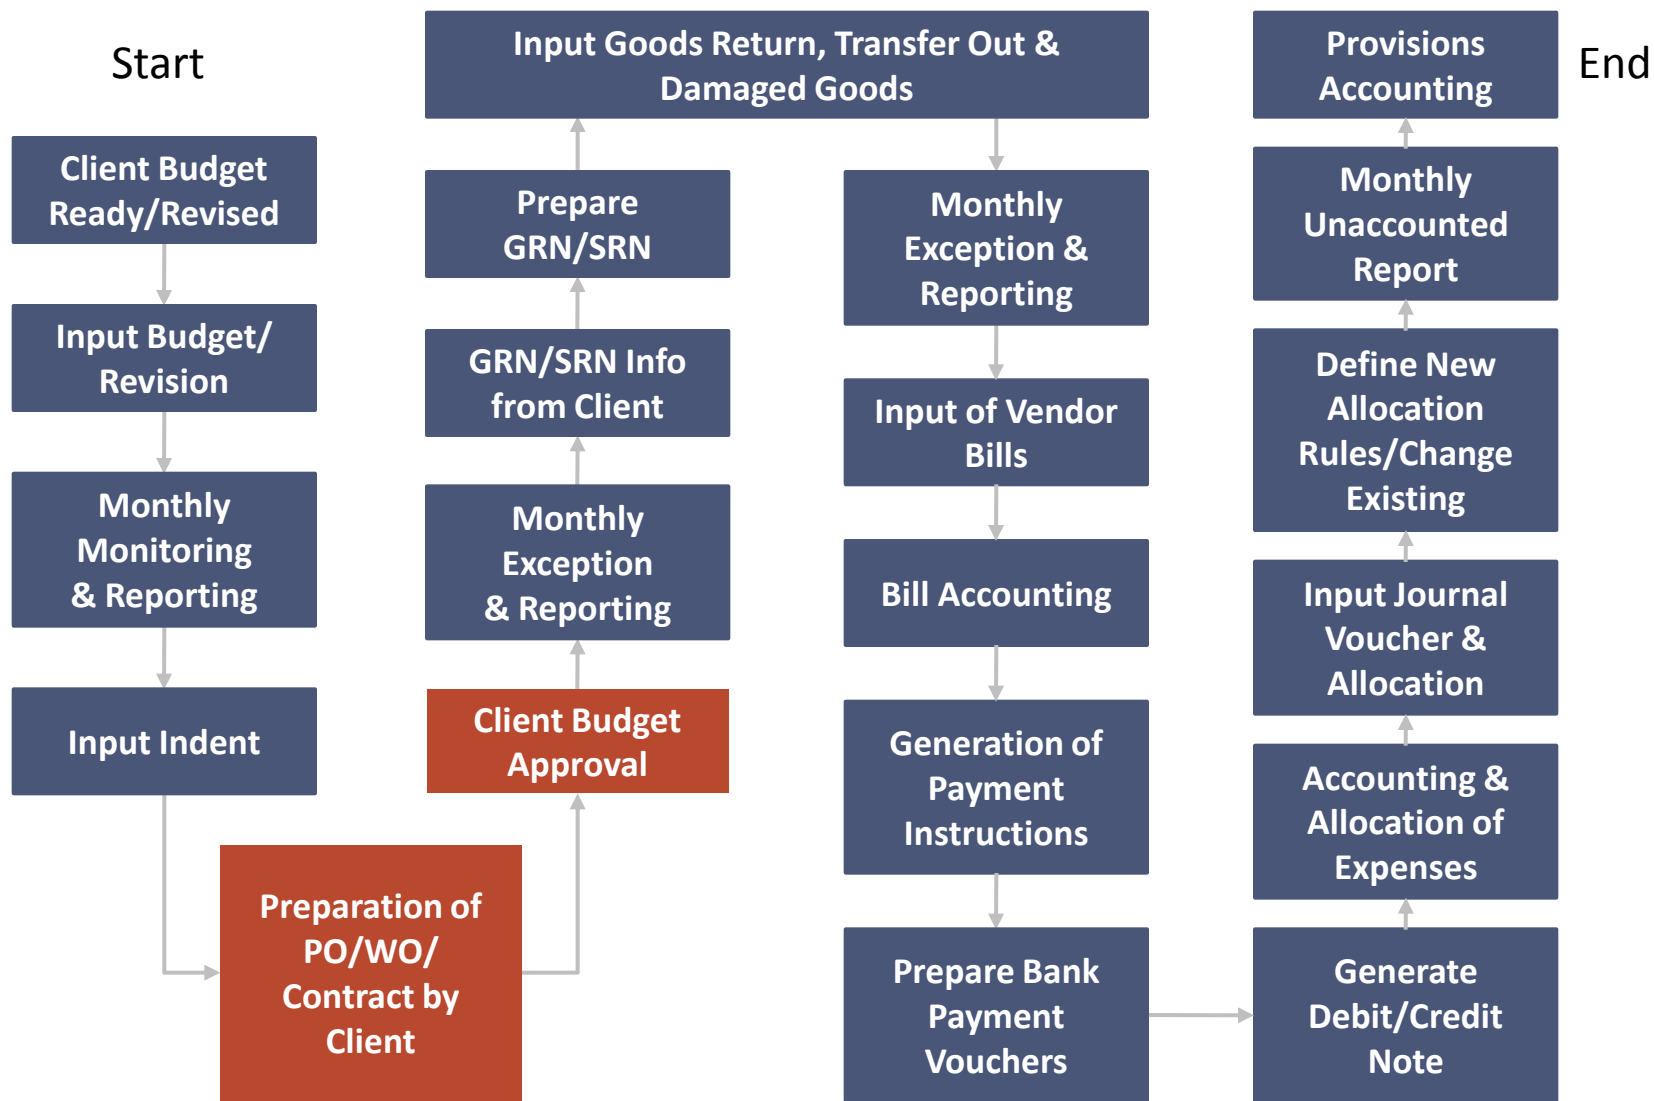 Start
Client Budget
Ready/Revised
Input Budget/
Revision
Monthly
Monitoring
& Reporting
Input Indent
Preparation of
PO/WO/
Contract by
Client
Client Budget
Approval
Monthly
Exception
& Reporting
GRN/SRN Info
from Client
Prepare
GRN/SRN
Input Goods Return, Transfer Out &
Damaged Goods
Monthly
Exception &
Reporting
Input of Vendor
Bills
Bill Accounting
Generation of
Payment
Instructions
Prepare Bank
Payment
Vouchers
Generate
Debit/Credit
Note
Accounting &
Allocation of
Expenses
Input Journal
Voucher &
Allocation
Define New
Allocation
Rules/Change
Existing
Monthly
Unaccounted
Report
Provisions
Accounting
End